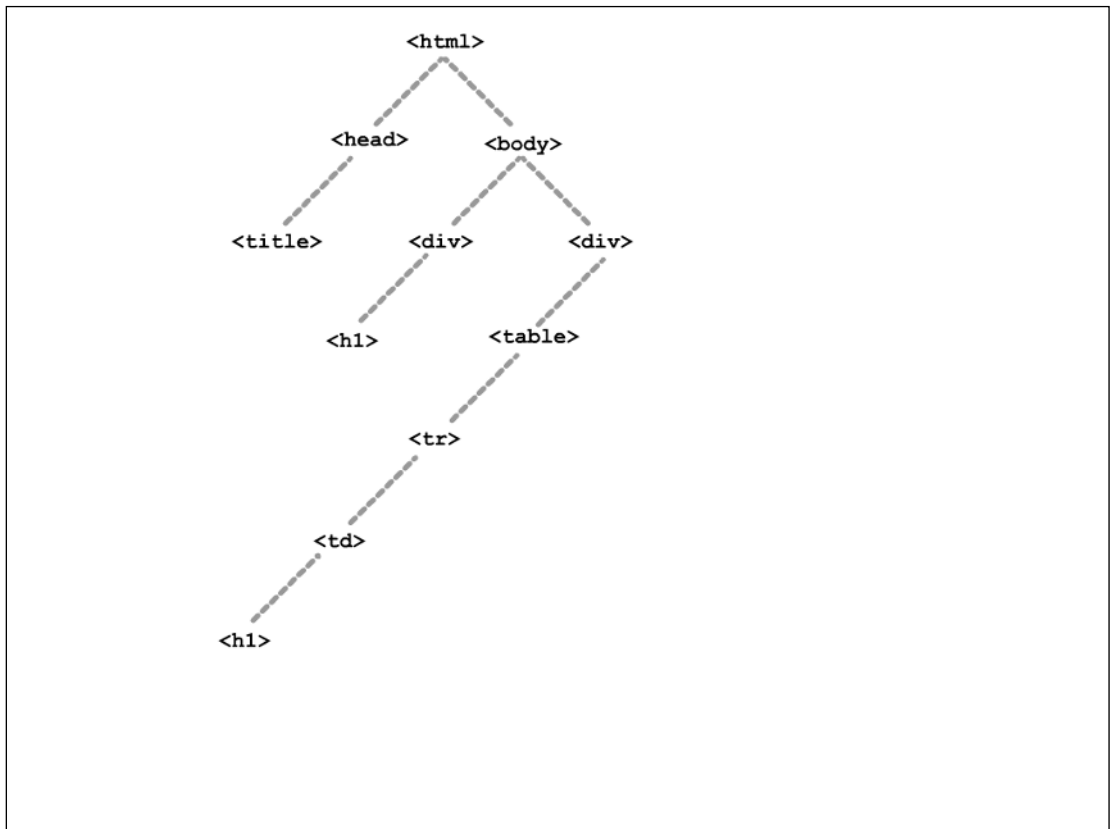 <html>
<head> <body>
<title> <div> <div>
<h1> <table>
<tr>
<td>
<h1>